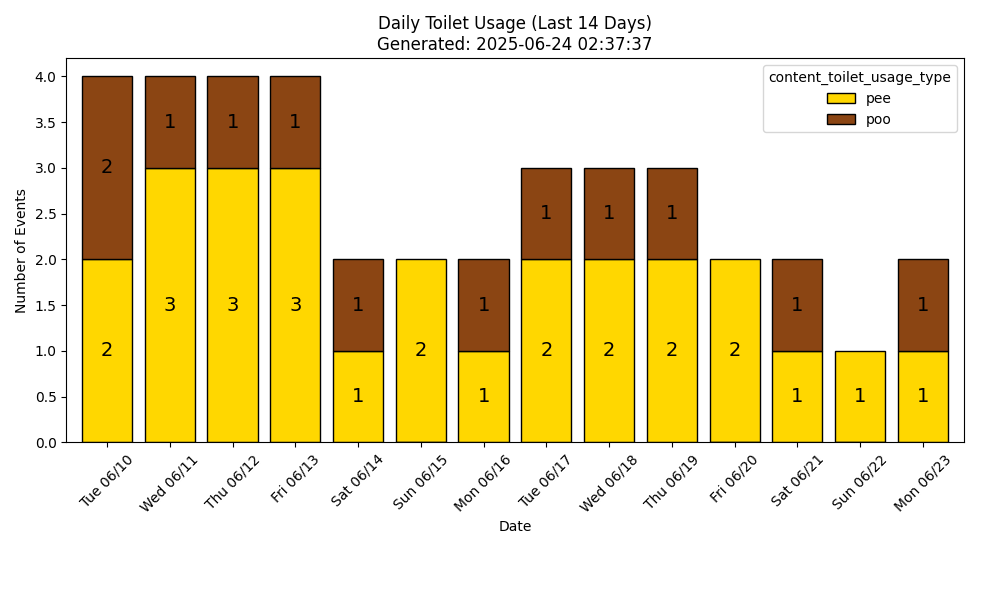 Daily Toilet Usage (Last 14 Days)
Generated: 2025-06-24 02:37:37
content_toilet_usage_type
pee
poo
Number of Events
4.0
3.5
3.0
2.5
2.0
1.5
1.0
0.5
0.0
2 1 1 1 1 1 1 1 1 1 1
2 3 3 3 1 2 1 2 2 2 2 1 1 1
Tue 06/10
Wed 06/11
Thu 06/12
Fri 06/13
Sat 06/14
Sun 06/15
Mon 06/16
Tue 06/17
Wed 06/18
Thu 06/19
Fri 06/20
Sat 06/21
Sun 06/22
Mon 06/23
Date